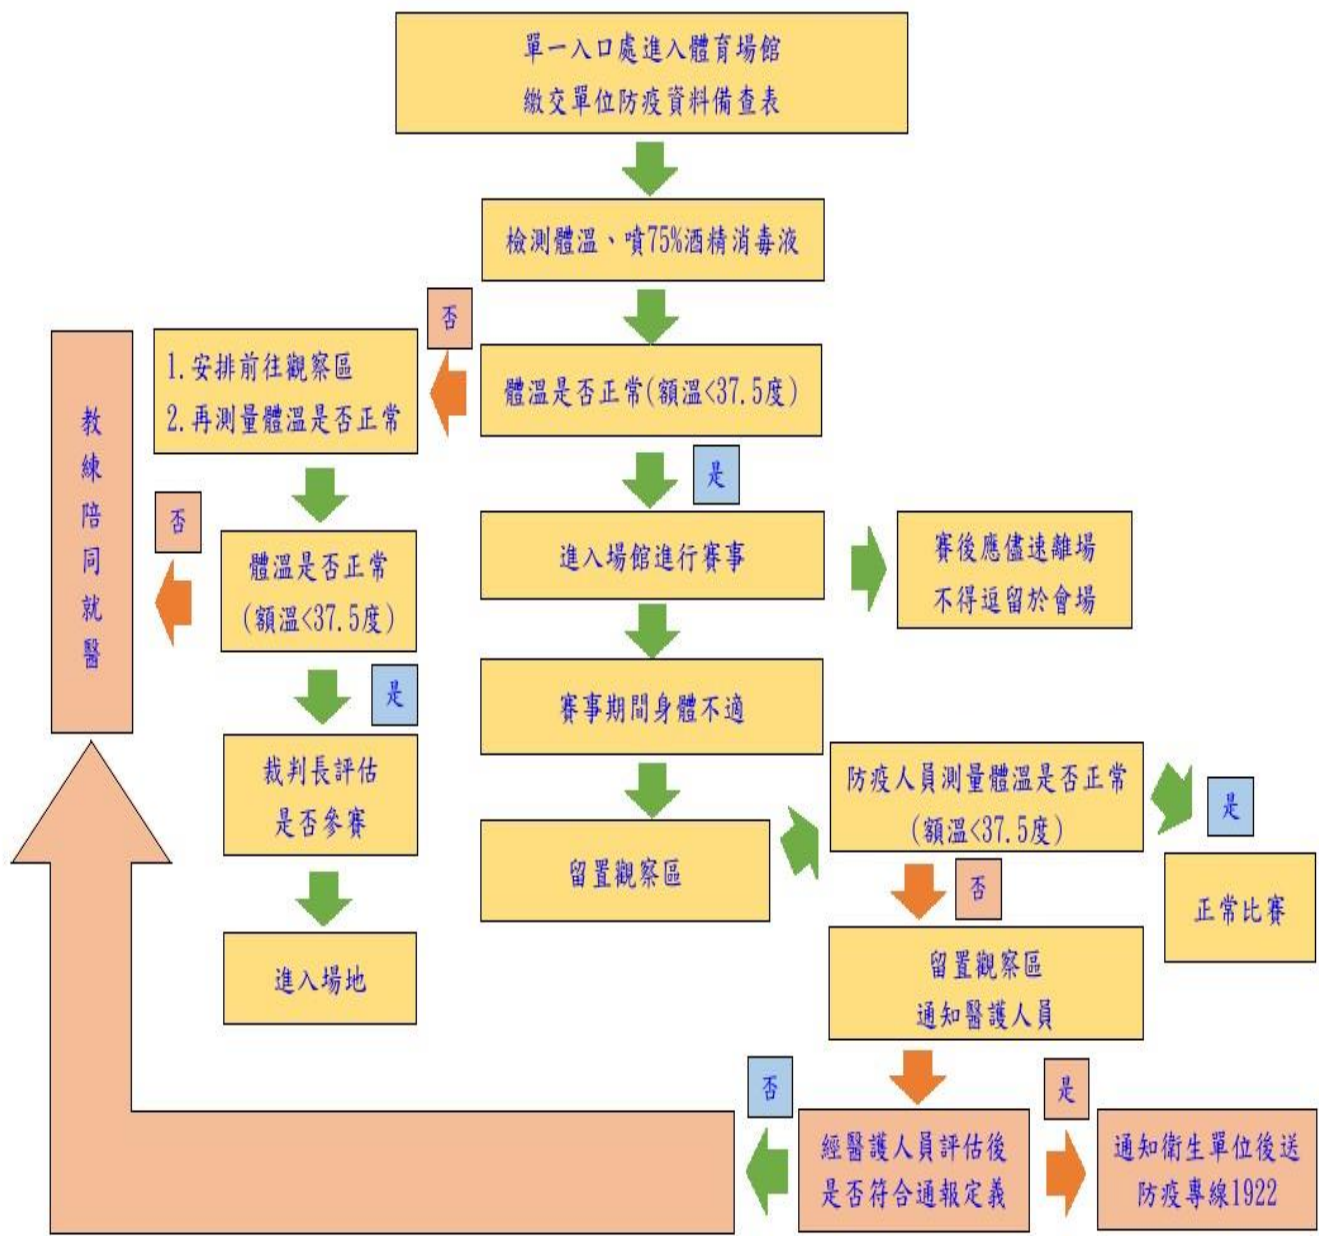 單一入口處進入體育場館
繳交單位防疫資料備查表
檢測體溫、噴75%酒精消毒液
否
體溫是否正常(額溫<37.5度)
1.安排前往觀察區
2.再測量體溫是否正常
教練陪同就醫
是
否
體溫是否正常
(額溫<37.5度)
進入場館進行賽事
賽後應儘速離場
不得逗留於會場
是
賽事期間身體不適
裁判長評估
是否參賽
進入場地
留置觀察區
防疫人員測量體溫是否正常
(額溫<37.5度)
是
正常比賽
否
留置觀察區
通知醫護人員
否
經醫護人員評估後
是否符合通報定義
是
通知衛生單位後送
防疫專線1922